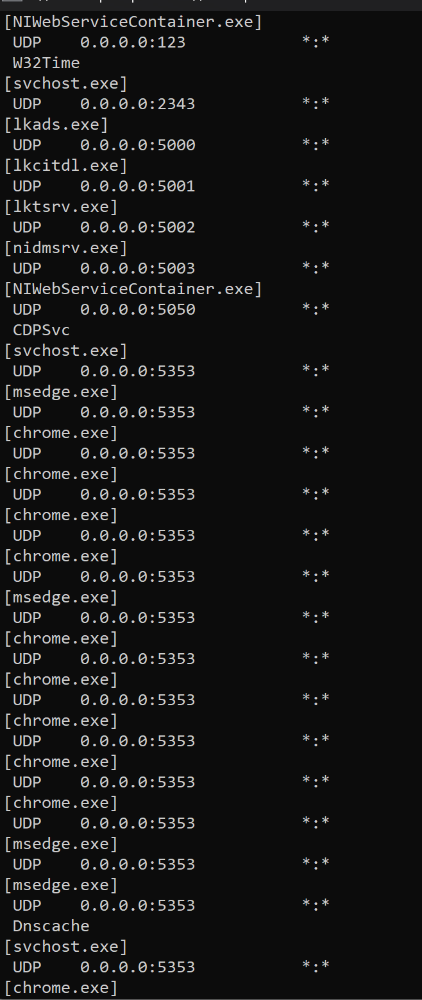 [NIWebServiceContainer.exe]
UDP    0.0.0.0:123            *:*
W32Time
[svchost.exe]
UDP    0.0.0.0:2343           *:*
[lkads.exe]
UDP    0.0.0.0:5000           *:*
[lkcitdl.exe]
UDP    0.0.0.0:5001           *:*
[lktsrv.exe]
UDP    0.0.0.0:5002           *:*
[nidmsrv.exe]
UDP    0.0.0.0:5003           *:*
[NIWebServiceContainer.exe]
UDP    0.0.0.0:5050           *:*
CDPSvc
[svchost.exe]
UDP    0.0.0.0:5353           *:*
[msedge.exe]
UDP    0.0.0.0:5353           *:*
[chrome.exe]
UDP    0.0.0.0:5353           *:*
[chrome.exe]
UDP    0.0.0.0:5353           *:*
[chrome.exe]
UDP    0.0.0.0:5353           *:*
[chrome.exe]
UDP    0.0.0.0:5353           *:*
[msedge.exe]
UDP    0.0.0.0:5353           *:*
[chrome.exe]
UDP    0.0.0.0:5353           *:*
[chrome.exe]
UDP    0.0.0.0:5353           *:*
[chrome.exe]
UDP    0.0.0.0:5353           *:*
[chrome.exe]
UDP    0.0.0.0:5353           *:*
[chrome.exe]
UDP    0.0.0.0:5353           *:*
[msedge.exe]
UDP    0.0.0.0:5353           *:*
[msedge.exe]
UDP    0.0.0.0:5353           *:*
Dnscache
[svchost.exe]
UDP    0.0.0.0:5353           *:*
[chrome.exe]